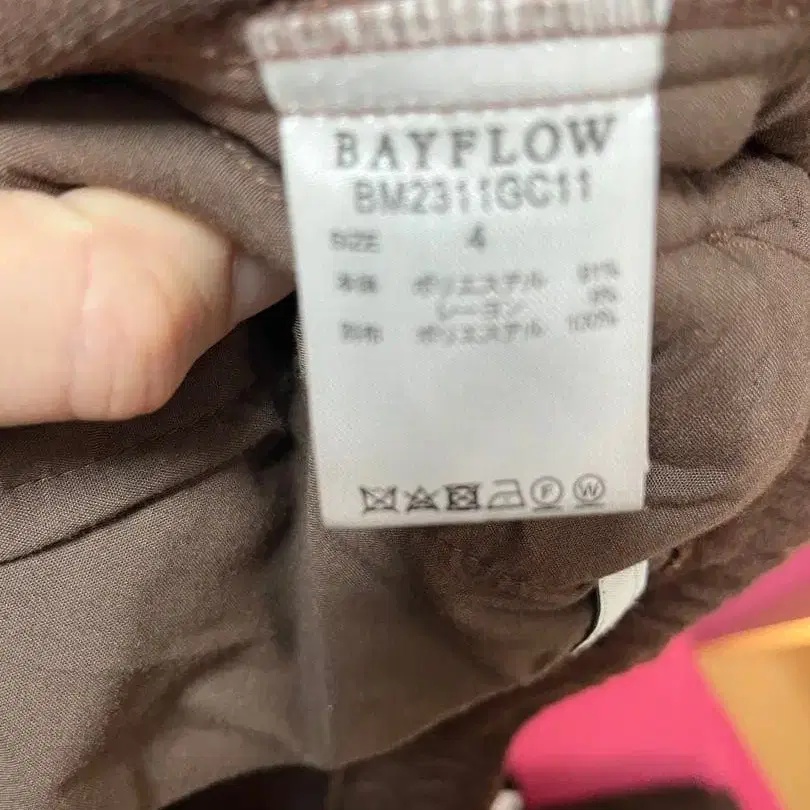 BAYFLOW
BM2311GC11
SIZE 4
本体 ポリエステル 91%
レーヨン 9%
別布 ポリエステル 100%
F W